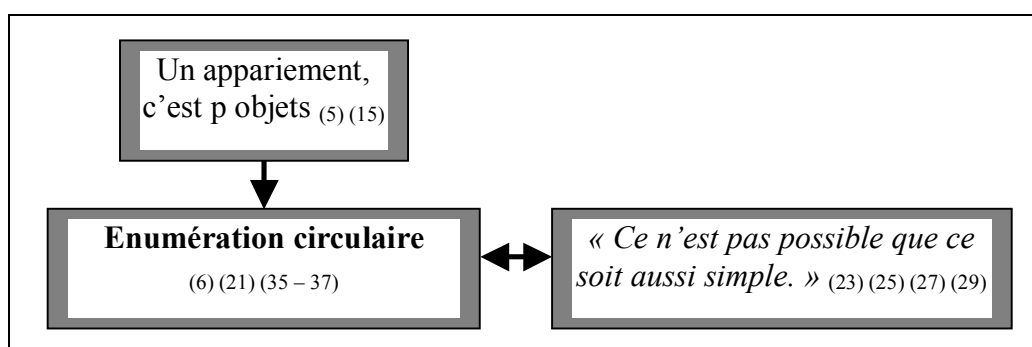 Un appariement,
c’est p objets (5) (15)
Enumération circulaire
(6) (21) (35 – 37)
« Ce n’est pas possible que ce
soit aussi simple. » (23) (25) (27) (29)